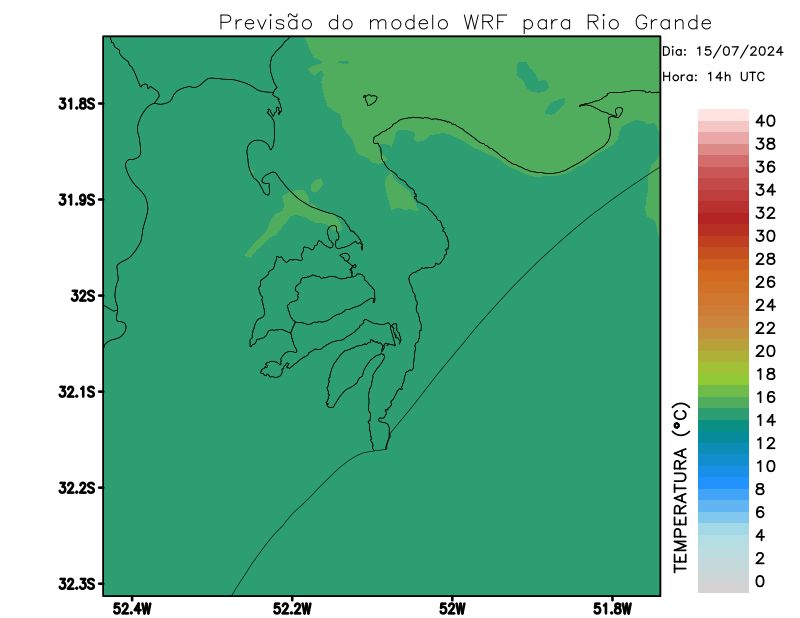 Previsão do modelo WRF para Rio Grande
Dia: 15/07/2024
Hora: 14h UTC
31.8S
31.9S
32S
32.1S
32.2S
32.3S
52.4W
52.2W
52W
51.8W
TEMPERATURA (°C)
40
38
36
34
32
30
28
26
24
22
20
18
16
14
12
10
8
6
4
2
0